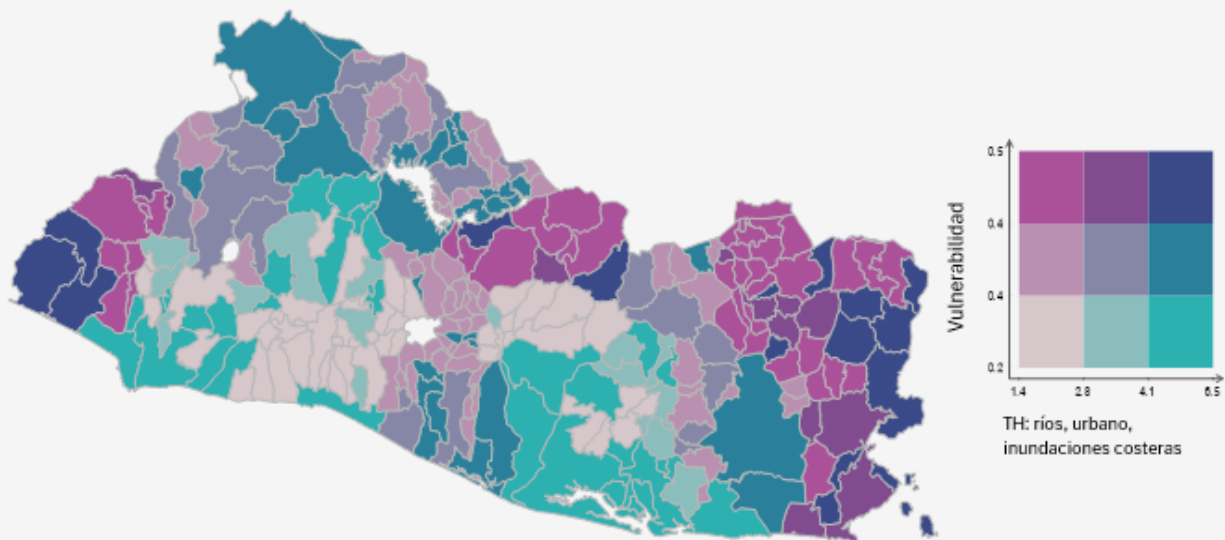 0.5
0.4
0.4
0.2
Vulnerabilidad
1.4 2.8 4.1 6.5
TH: ríos, urbano,
inundaciones costeras